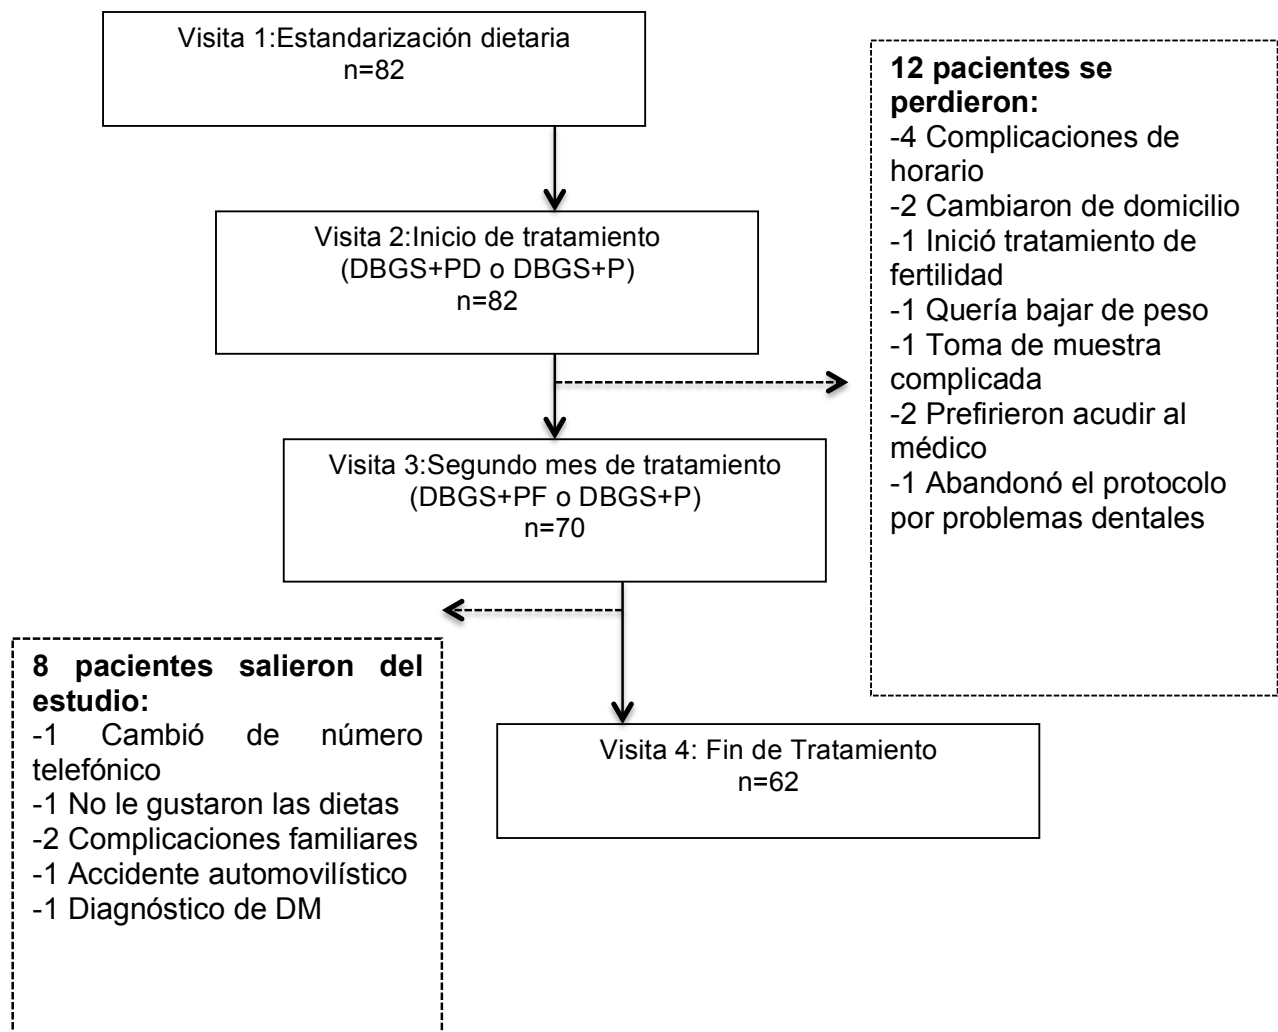 Visita 1:Estandarización dietaria
n=82
12 pacientes se
perdieron:
-4 Complicaciones de
horario
-2 Cambiaron de domicilio
-1 Inició tratamiento de
fertilidad
-1 Quería bajar de peso
-1 Toma de muestra
complicada
-2 Prefirieron acudir al
médico
-1 Abandonó el protocolo
por problemas dentales
Visita 2:Inicio de tratamiento
(DBGS+PD o DBGS+P)
n=82
Visita 3:Segundo mes de tratamiento
(DBGS+PF o DBGS+P)
n=70
8 pacientes salieron del
estudio:
-1 Cambió de número
telefónico
-1 No le gustaron las dietas
-2 Complicaciones familiares
-1 Accidente automovilístico
-1 Diagnóstico de DM
Visita 4: Fin de Tratamiento
n=62